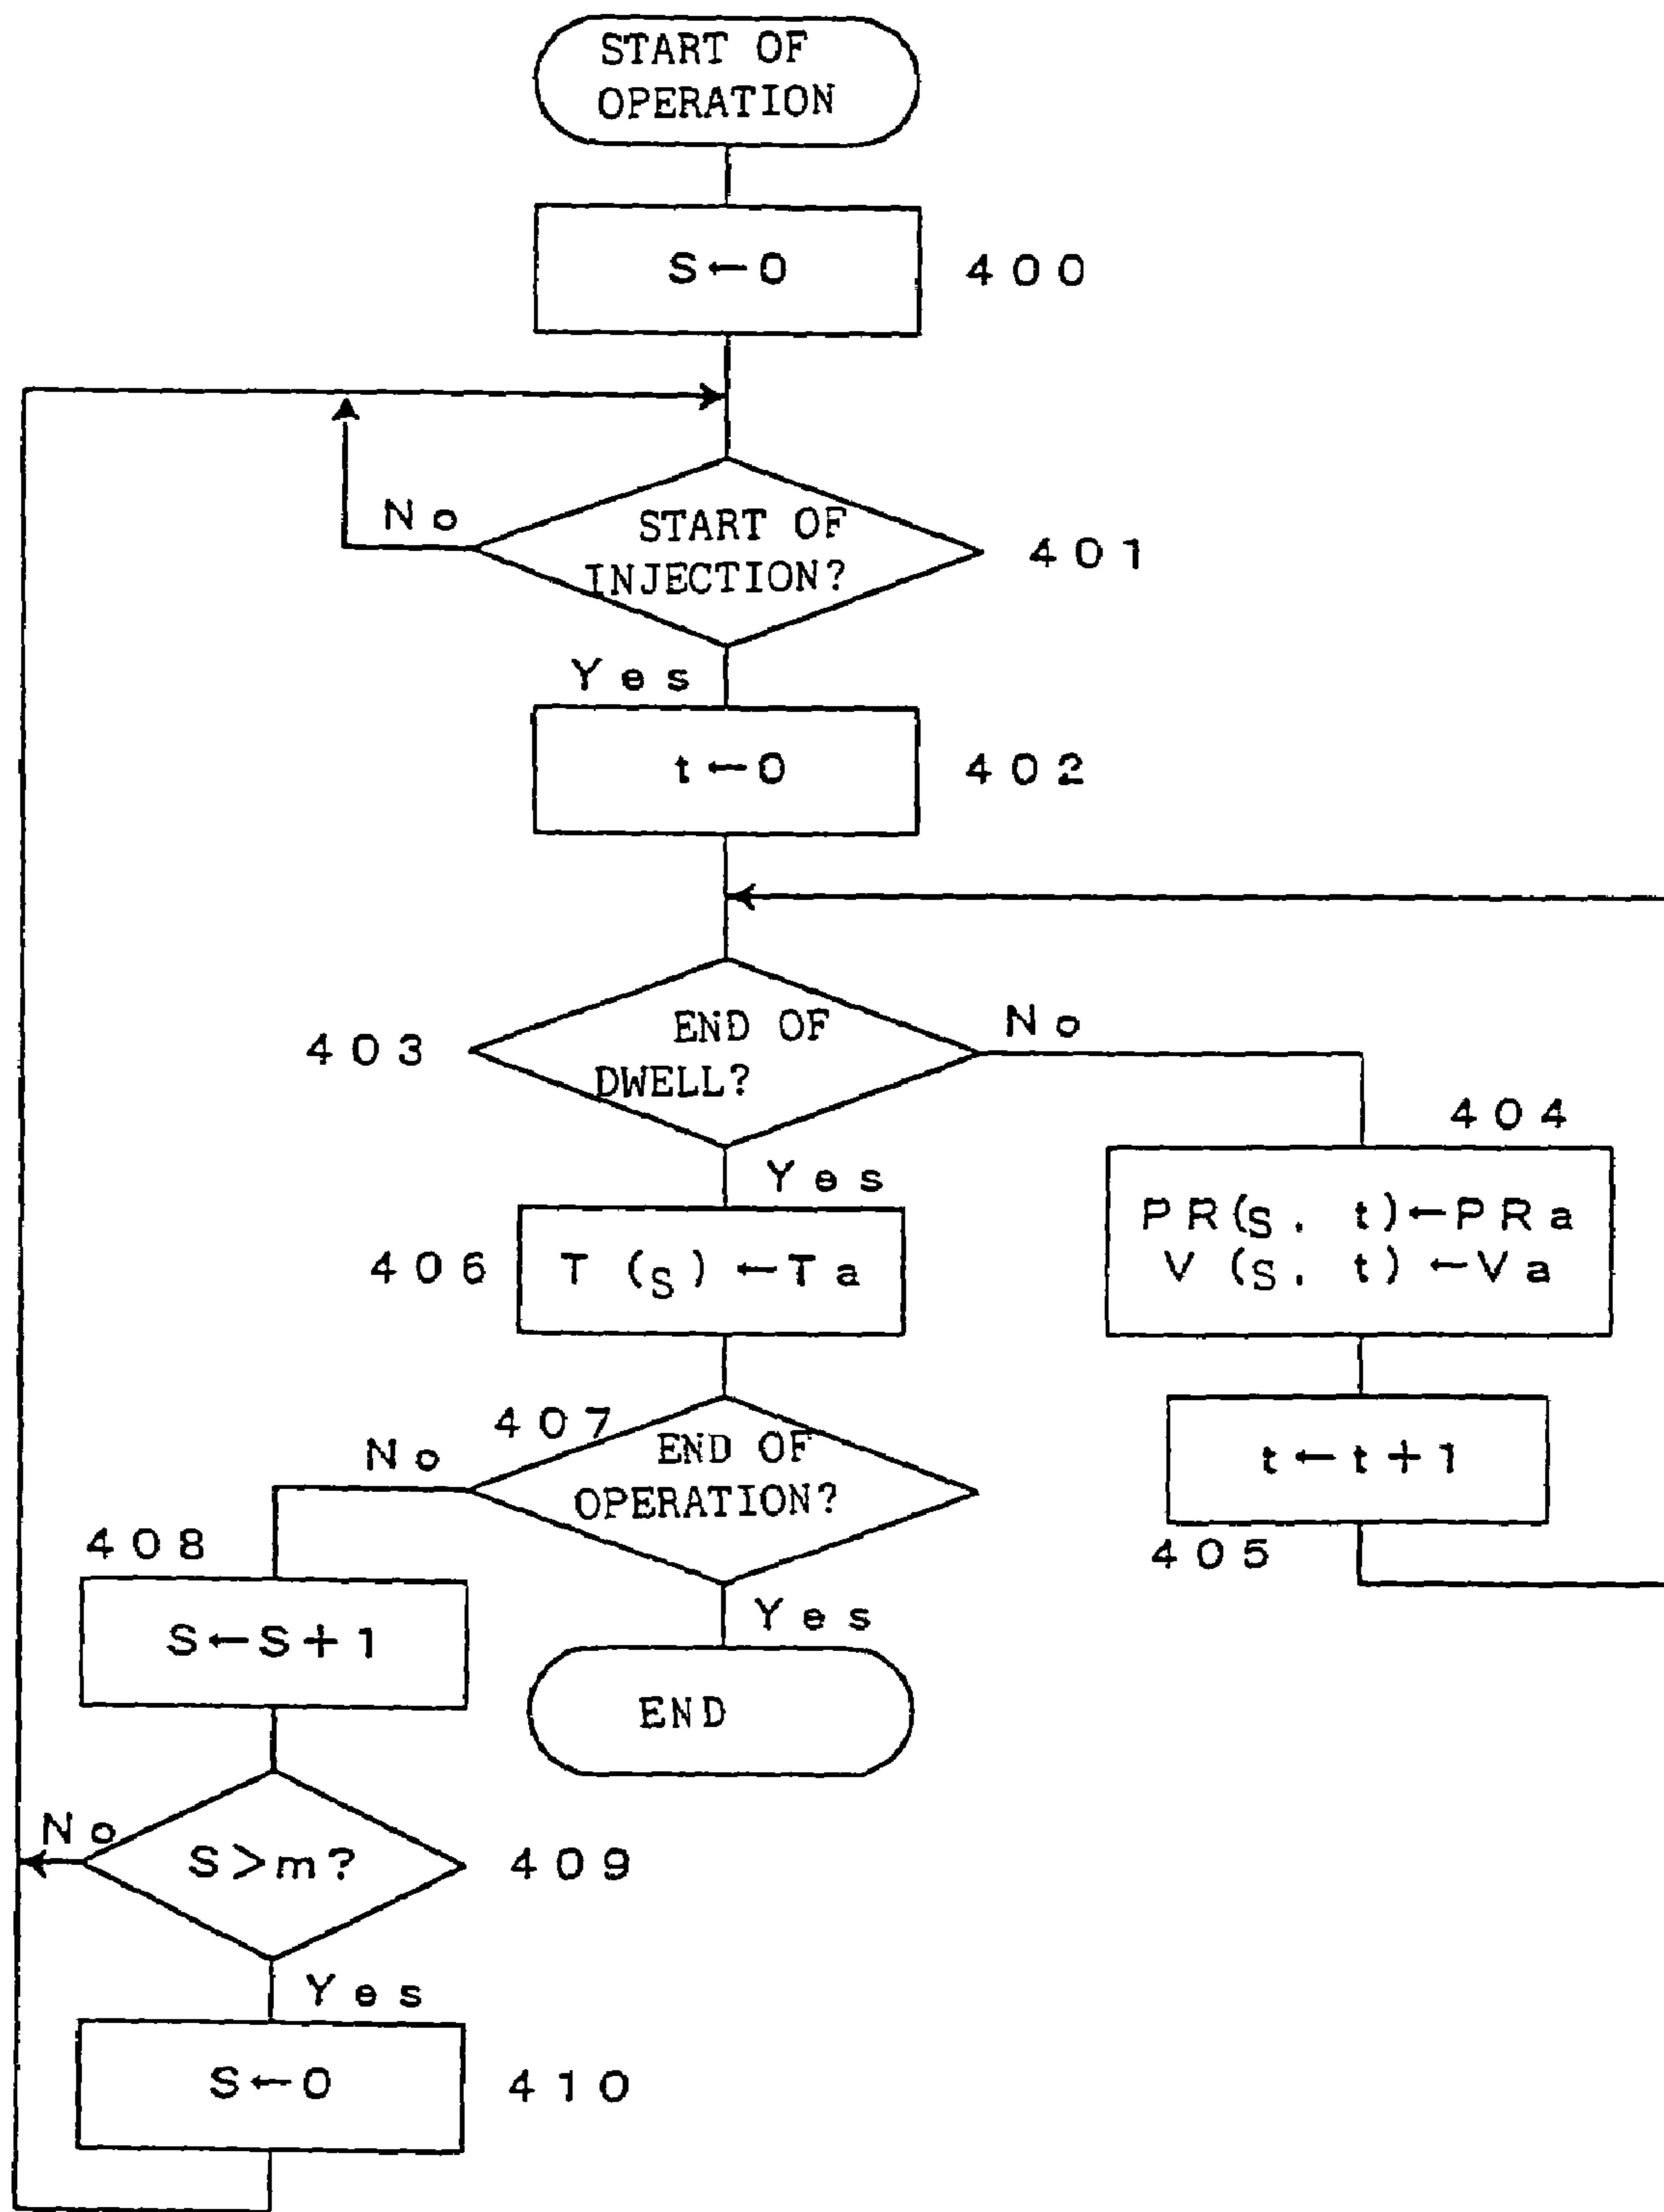 START OF
OPERATION
S←0
400
No
START OF
INJECTION?
401
Yes
t←0
402
403
END OF
DWELL?
No
404
Yes
PR(S. t)←PRa
V (S. t) ←Va
406
T (S) ←Ta
407
No
END OF
OPERATION?
t←t+1
405
408
Yes
S←S+1
END
No
S>m?
409
Yes
S←0
410